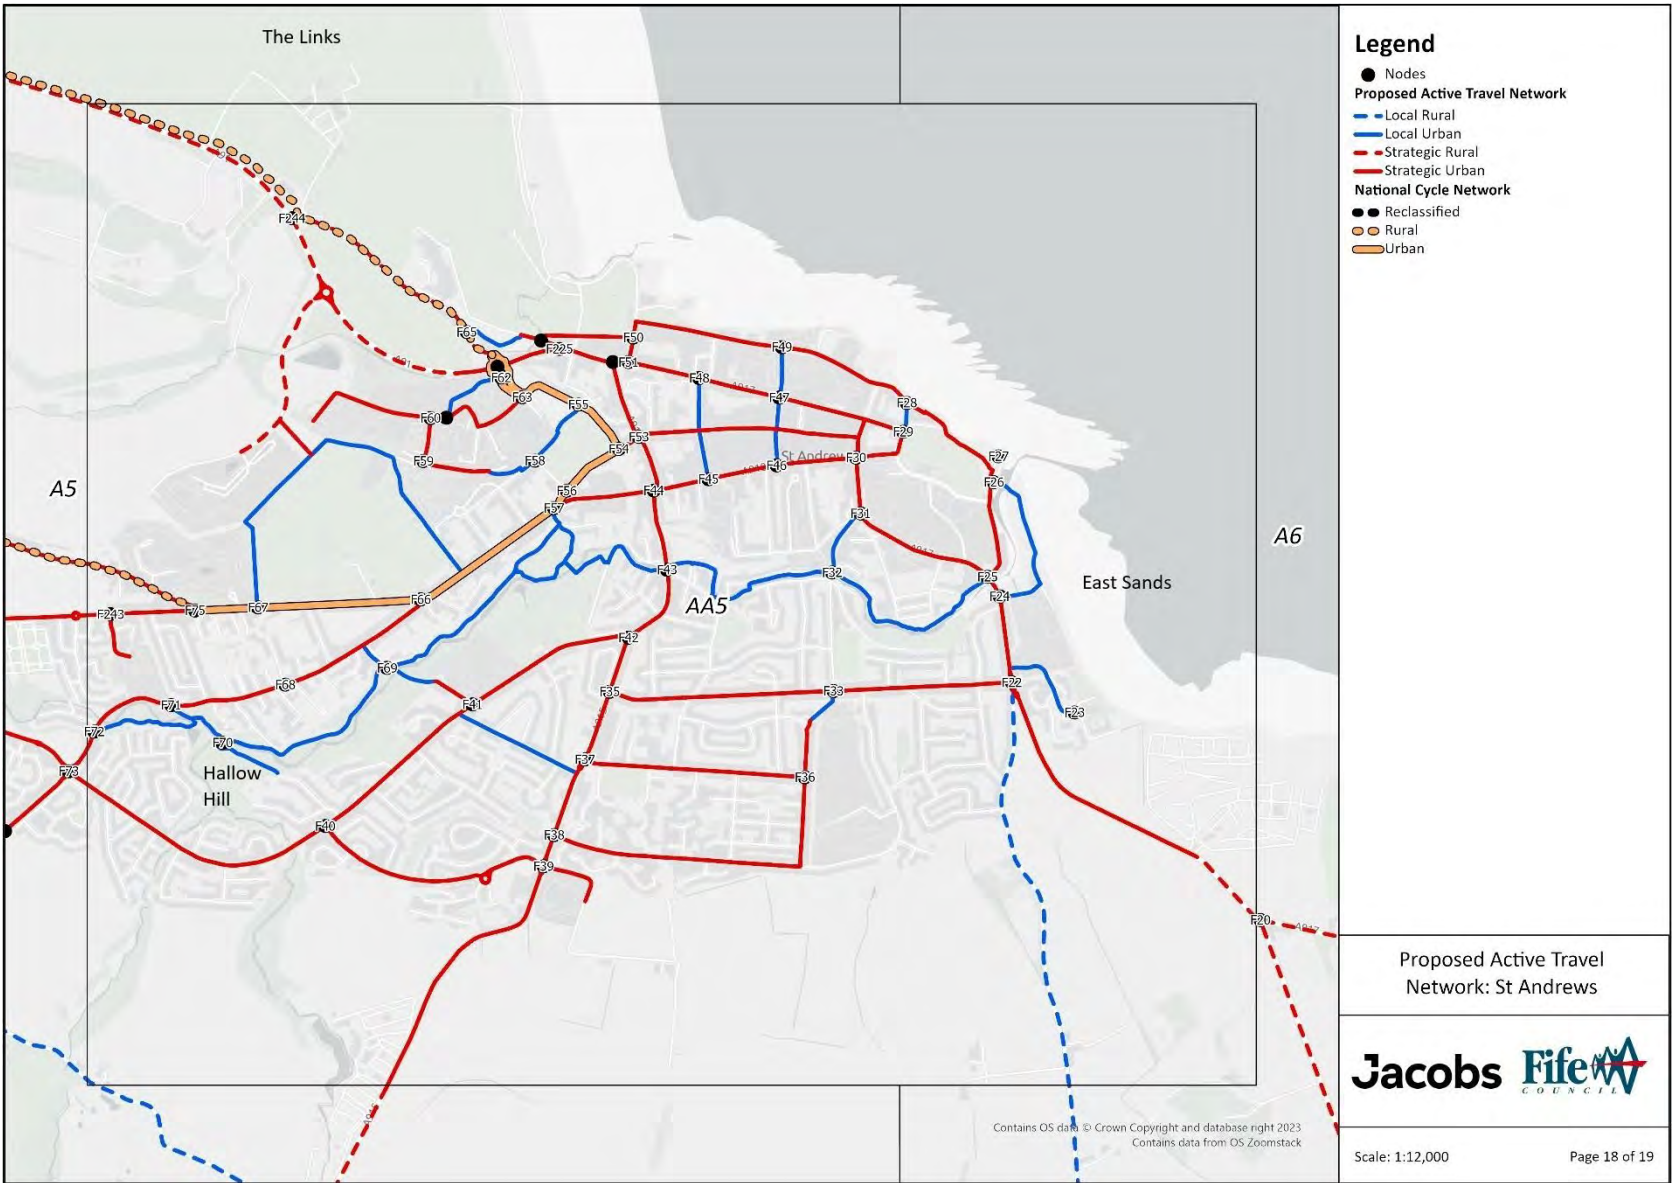 The Links
F244
A91
F65
F225
F50
F51
F49
F62
F48
A917
F47
F63
F55
F28
F60
F29
F53
F54
St Andrew
F30
F27
F59
F58
F46
F45
F26
A5
F56
F44
F57
F31
A917
A6
F43
F32
F25
East Sands
F24
AA5
F66
F67
F75
F243
F42
F69
F68
F35
F33
F22
F41
F71
F23
F72
F70
F37
F73
Hallow
Hill
F36
F40
F38
F39
F20
A917
Contains OS data © Crown Copyright and database right 2023
Contains data from OS Zoomstack
Legend
Nodes
Proposed Active Travel Network
Local Rural
Local Urban
Strategic Rural
Strategic Urban
National Cycle Network
Reclassified
Rural
Urban
Proposed Active Travel
Network: St Andrews
Jacobs
Fife
COUNCIL
Scale: 1:12,000
Page 18 of 19